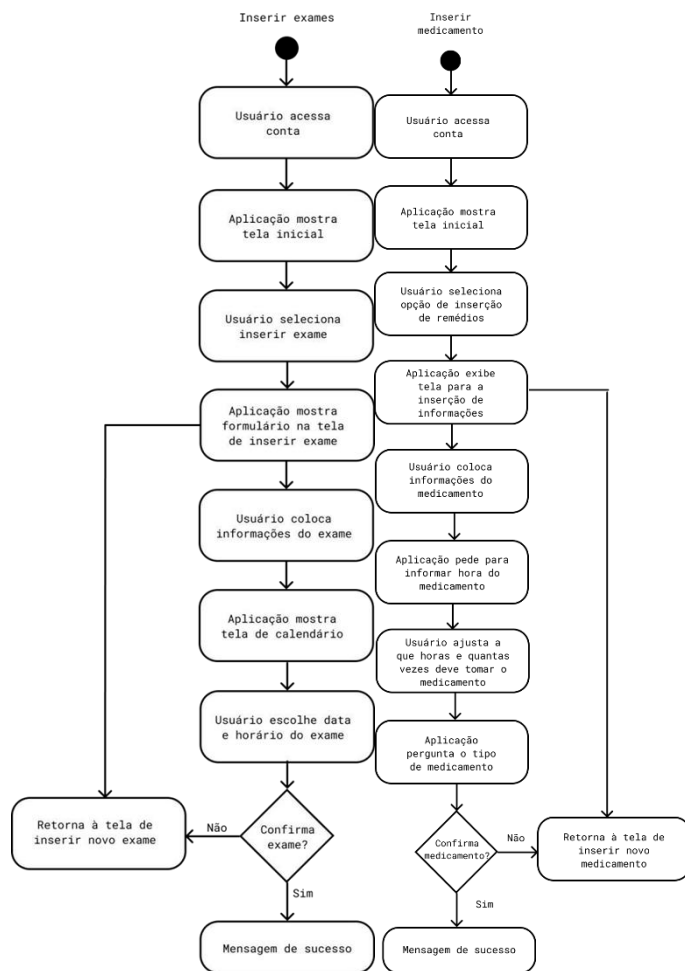 Inserir exames
Usuário acessa
conta
Aplicação mostra
tela inicial
Usuário seleciona
inserir exame
Aplicação mostra
formulário na tela
de inserir exame
Usuário coloca
informações do exame
Aplicação mostra
tela de calendário
Usuário escolhe data
e horário do exame
Confirma
exame?
Não
Retorna à tela de
inserir novo exame
Sim
Mensagem de sucesso
Inserir
medicamento
Usuário acessa
conta
Aplicação mostra
tela inicial
Usuário seleciona
opção de inserção
de remédios
Aplicação exibe
tela para a
inserção de
informações
Usuário coloca
informações do
medicamento
Aplicação pede para
informar hora do
medicamento
Usuário ajusta a
que horas e quantas
vezes deve tomar o
medicamento
Aplicação
pergunta o tipo
de medicamento
Confirma
medicamento?
Não
Retorna à tela de
inserir novo
medicamento
Sim
Mensagem de sucesso